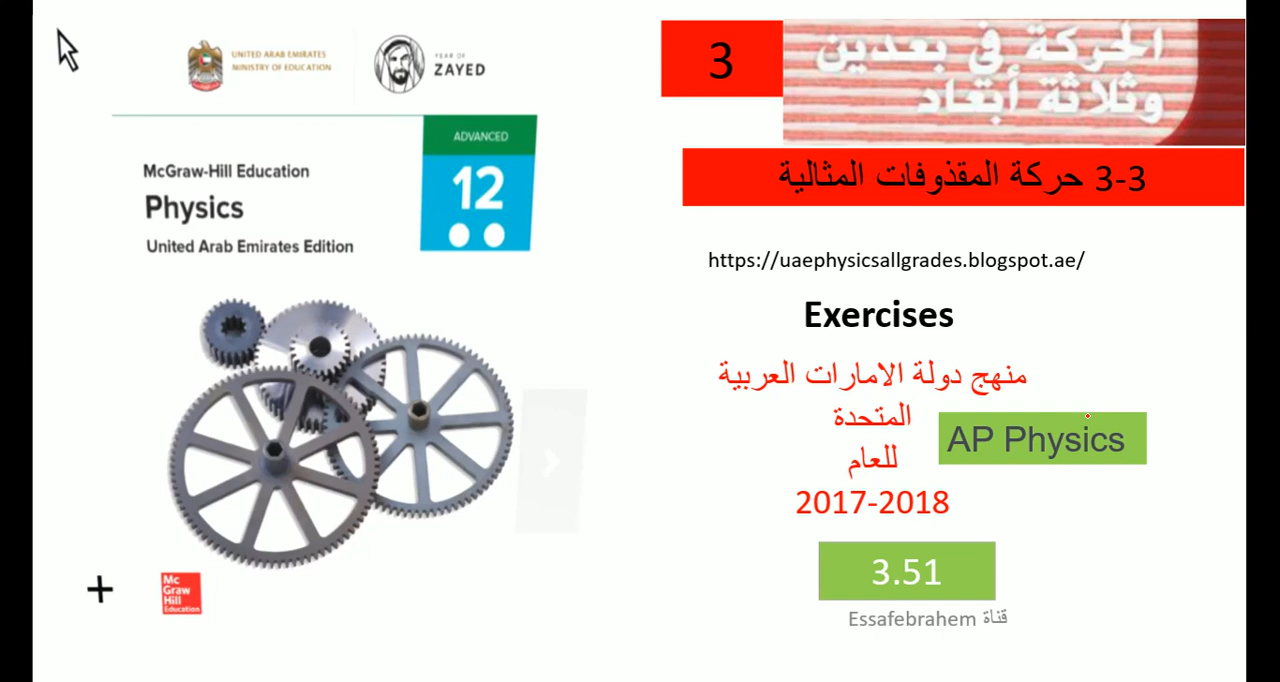 UNITED ARAB EMIRATES
MINISTRY OF EDUCATION
YEAR OF
ZAYED
ADVANCED
12
McGraw-Hill Education
Physics
United Arab Emirates Edition
Mc
Graw
Hill
Education
3
الحركة في بعدين
وثلاثة أبعاد
3-3 حركة المقذوفات المثالية
https://uaephysicsallgrades.blogspot.ae/
Exercises
منهج دولة الامارات العربية
المتحدة
للعام
2017-2018
AP Physics
3.51
قناة Essafebrahem